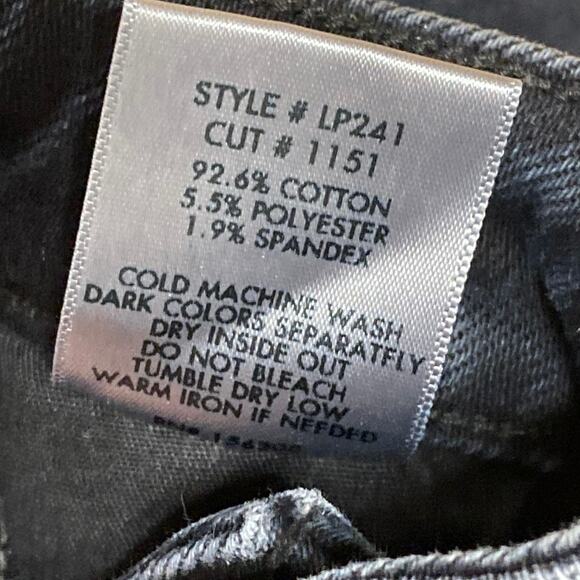 STYLE # LP241
CUT # 1151
92.6% COTTON
5.5% POLYESTER
1.9% SPANDEX
COLD MACHINE WASH
DARK COLORS SEPARATFLY
DRY INSIDE OUT
DO NOT BLEACH
TUMBLE DRY LOW
WARM IRON IF NEEDED